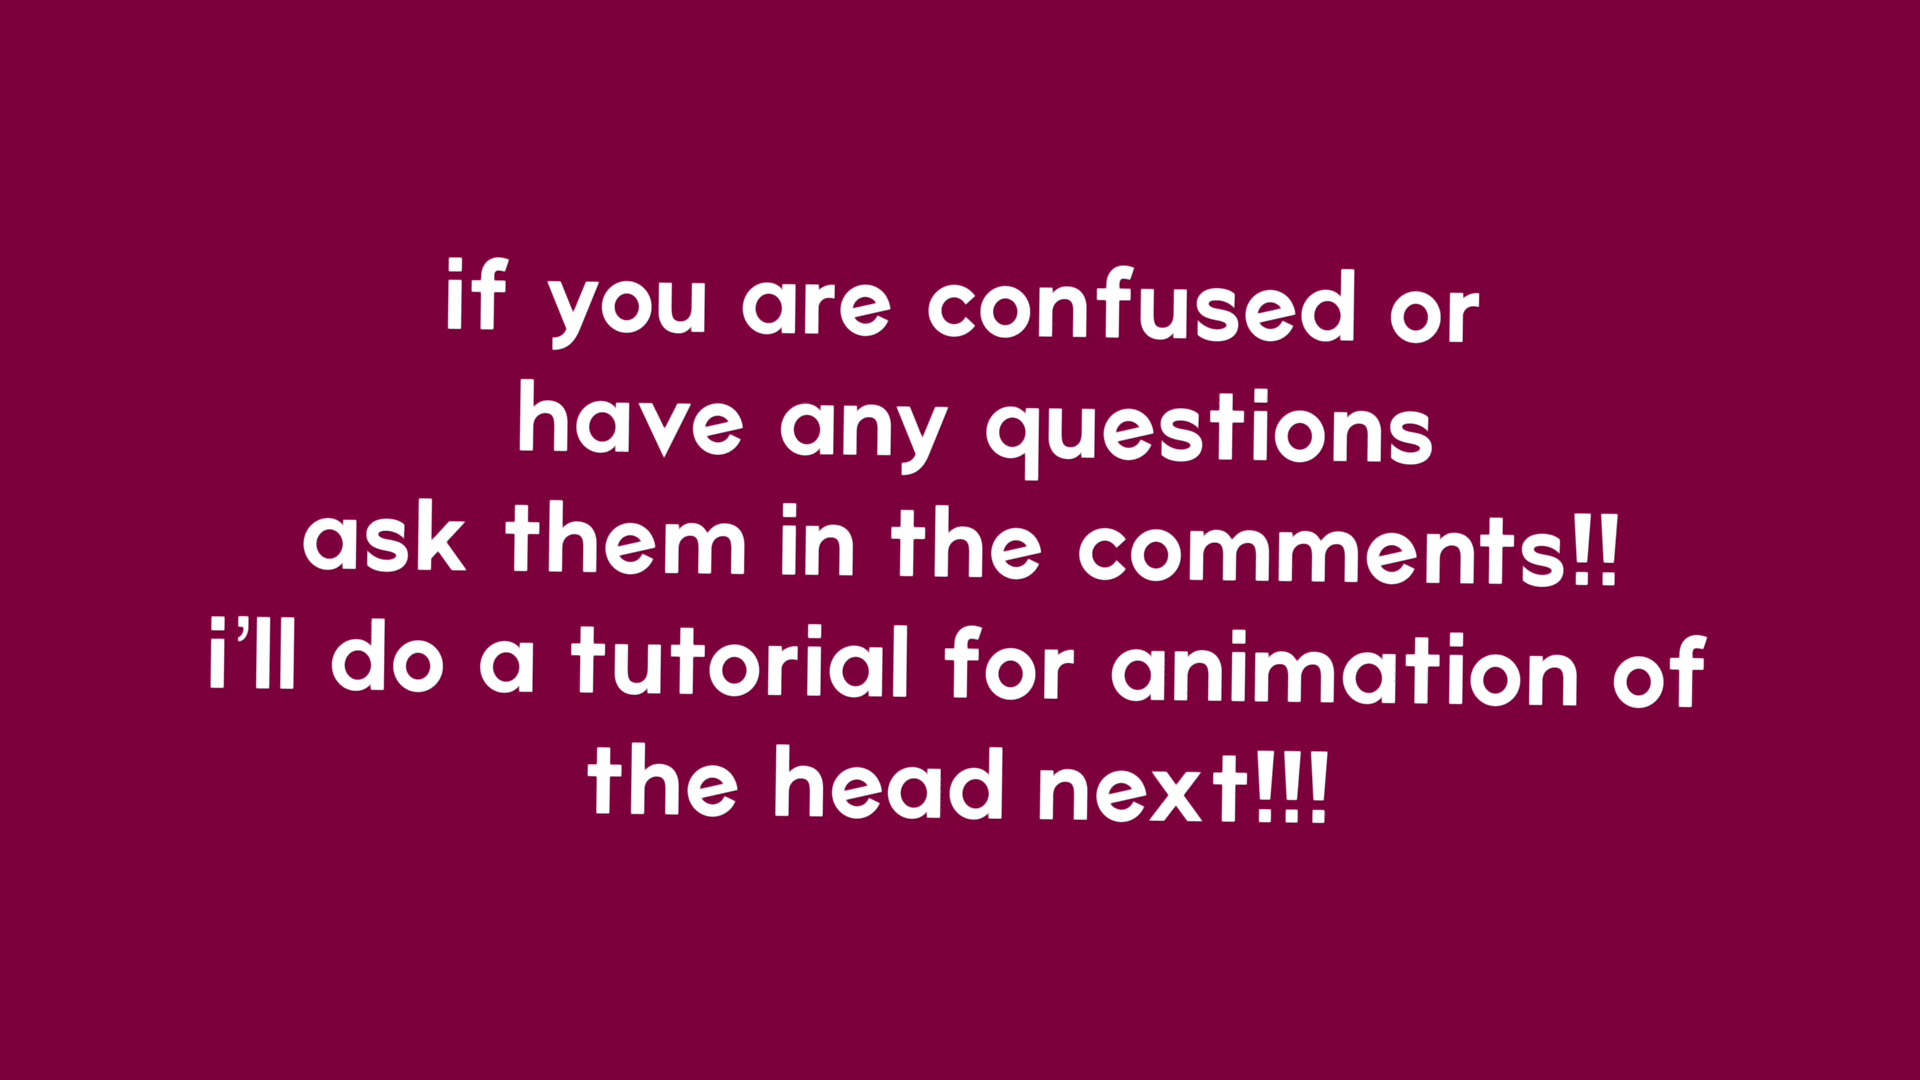 if you are confused or
have any questions
ask them in the comments!!
i’ll do a tutorial for animation of
the head next!!!